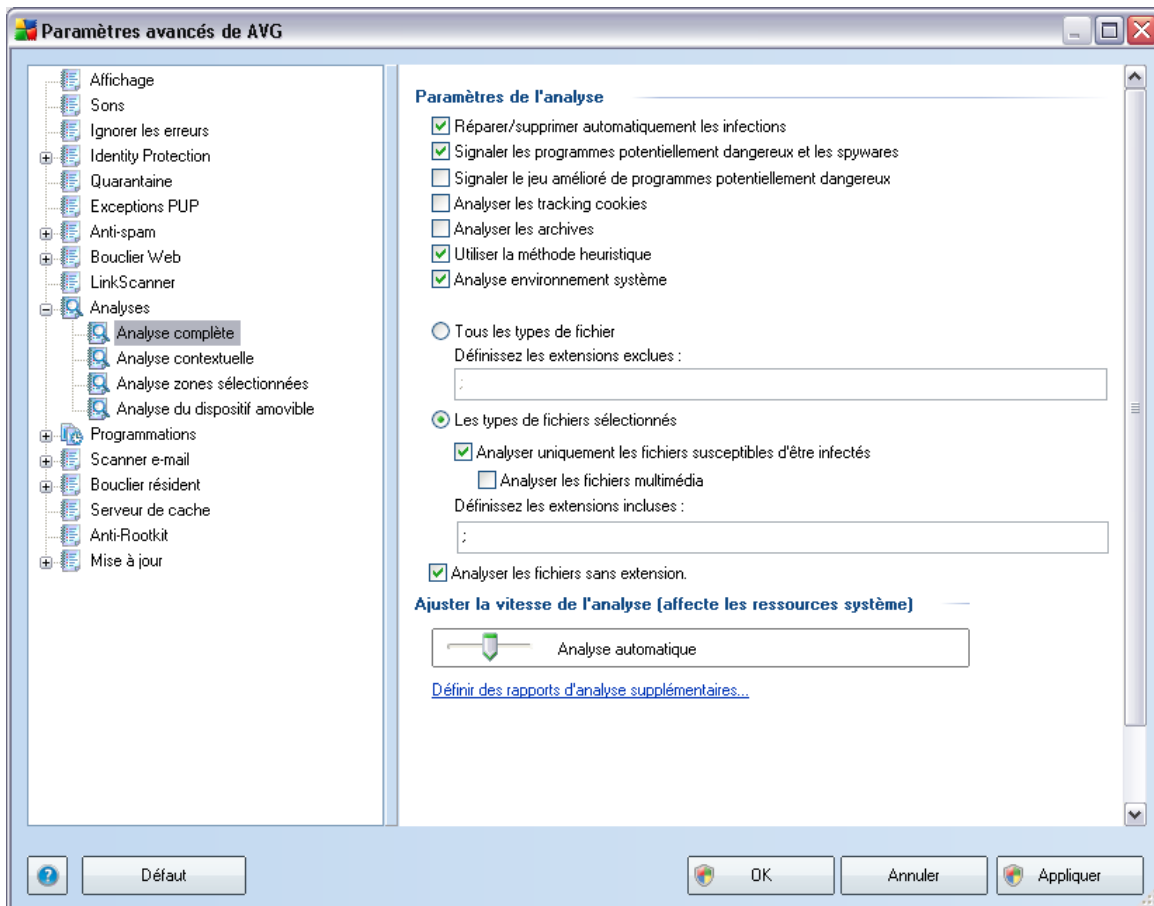 Paramètres avancés de AVG
Affichage
Sons
Ignorer les erreurs
Identity Protection
Quarantaine
Exceptions PUP
Anti-spam
Bouclier Web
LinkScanner
Analyses
Analyse complète
Analyse contextuelle
Analyse zones sélectionnées
Analyse du dispositif amovible
Programmations
Scanner e-mail
Bouclier résident
Serveur de cache
Anti-Rootkit
Mise à jour
Paramètres de l'analyse
Réparer/supprimer automatiquement les infections
Signaler les programmes potentiellement dangereux et les spywares
Signaler le jeu amélioré de programmes potentiellement dangereux
Analyser les tracking cookies
Analyser les archives
Utiliser la méthode heuristique
Analyse environnement système
Tous les types de fichier
Définissez les extensions exclues :
;
Les types de fichiers sélectionnés
Analyser uniquement les fichiers susceptibles d'être infectés
Analyser les fichiers multimédia
Définissez les extensions incluses :
;
Analyser les fichiers sans extension.
Ajuster la vitesse de l'analyse (affecte les ressources système)
Analyse automatique
Définir des rapports d'analyse supplémentaires...
Défaut
OK
Annuler
Appliquer